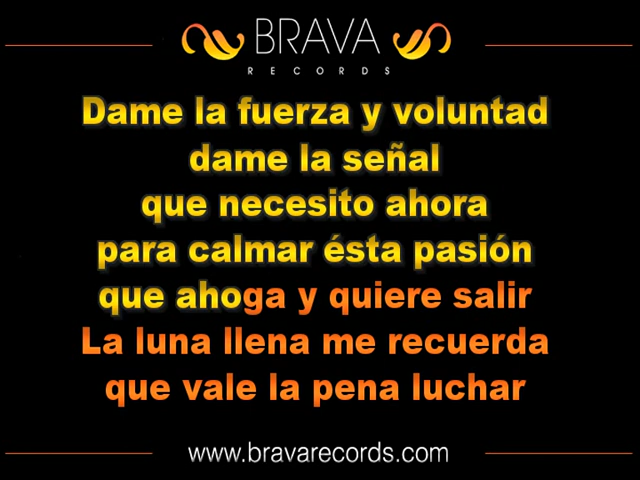 BRAVA
RECORDS
Dame la fuerza y voluntad
dame la señal
que necesito ahora
para calmar ésta pasión
que ahoga y quiere salir
La luna llena me recuerda
que vale la pena luchar
www.bravarecords.com